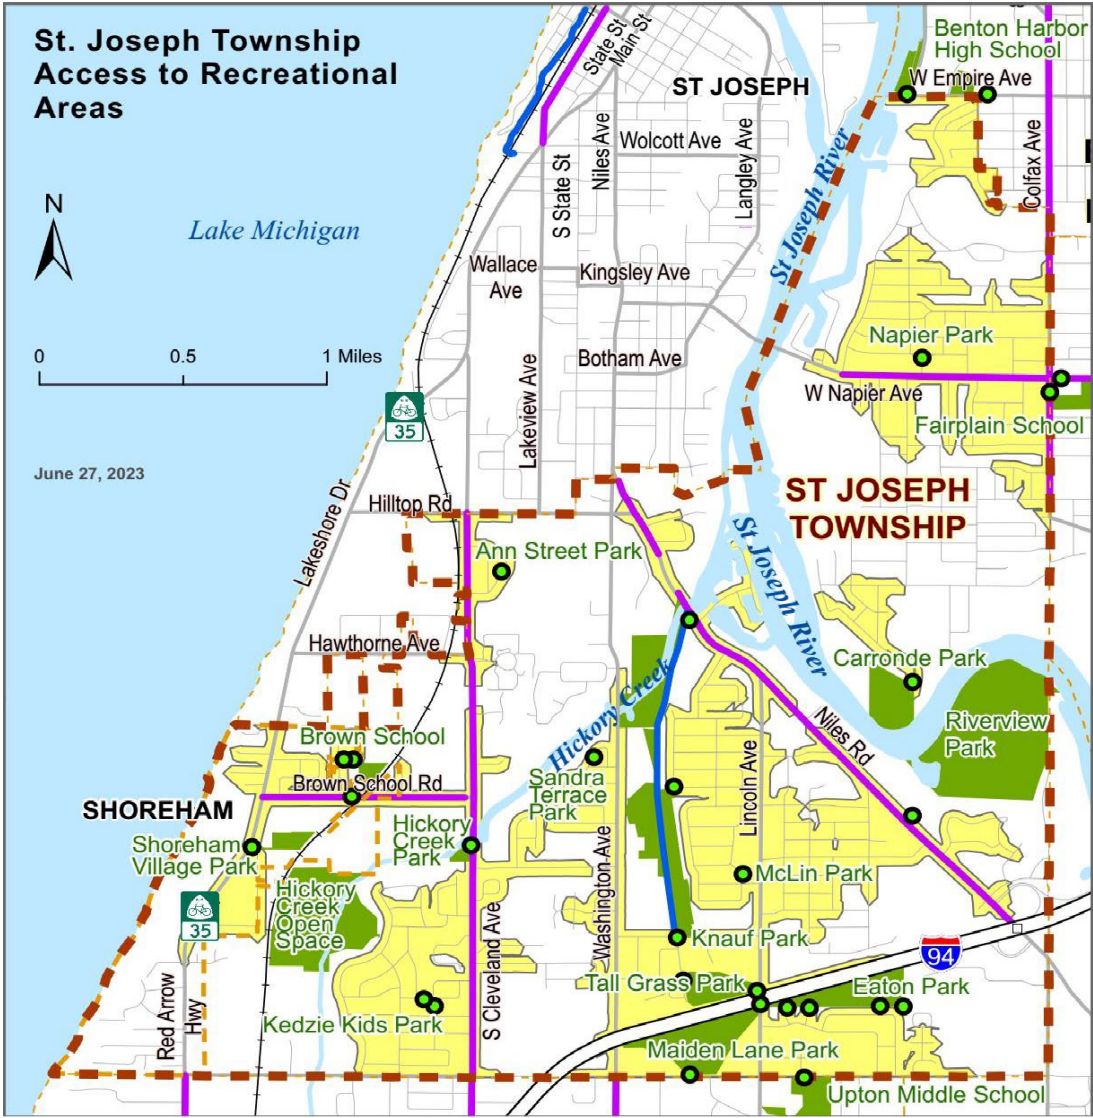 St. Joseph Township
Access to Recreational
Areas
N
Lake Michigan
0 0.5 1 Miles
June 27, 2023
State St
Main St
ST JOSEPH
Benton Harbor
High School
W Empire Ave
Wolcott Ave
Niles Ave
Langley Ave
S State St
Colfax Ave
St Joseph River
Wallace
Ave
Kingsley Ave
Botham Ave
Lakeview Ave
Napier Park
W Napier Ave
Fairplain School
35
Lakeshore Dr
Hilltop Rd
ST JOSEPH
TOWNSHIP
Ann Street Park
St Joseph River
Hawthorne Ave
Hickory Creek
Carronde Park
Riverview
Park
Niles Rd
Brown School
Brown School Rd
Sandra
Terrace
Park
Lincoln Ave
SHOREHAM
Shoreham
Village Park
Hickory
Creek
Park
Washington Ave
McLin Park
35
Hickory
Creek
Open
Space
S Cleveland Ave
Knauf Park
94
Tall Grass Park
Eaton Park
Red Arrow
Hwy
Kedzie Kids Park
Maiden Lane Park
Upton Middle School